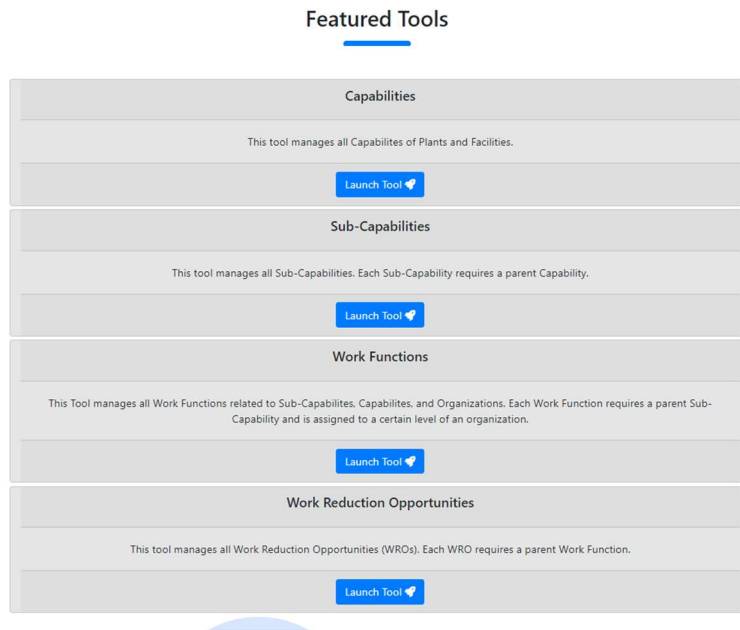 Featured Tools
Capabilities
This tool manages all Capabilites of Plants and Facilities.
Launch Tool
Sub-Capabilities
This tool manages all Sub-Capabilities. Each Sub-Capability requires a parent Capability.
Launch Tool
Work Functions
This Tool manages all Work Functions related to Sub-Capabilites, Capabilites, and Organizations. Each Work Function requires a parent Sub-
Capability and is assigned to a certain level of an organization.
Launch Tool
Work Reduction Opportunities
This tool manages all Work Reduction Opportunities (WROs). Each WRO requires a parent Work Function.
Launch Tool